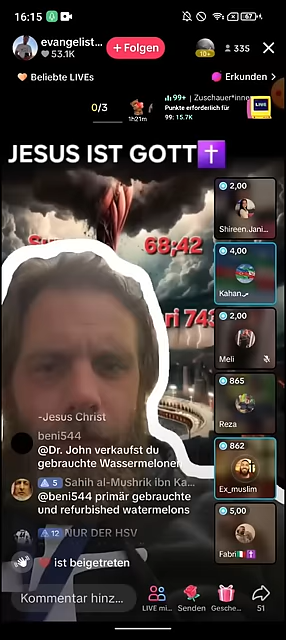 16:15
67
evangelist...
53.1K
+ Folgen
10+
335
Beliebte LIVEs
Erkunden >
0/3
1h21m
99+ | Zuschauer*inne
Punkte erforderlich für
99: 15.7K
LIVE
JESUS IST GOTT✝️
68;42
2,00
Shireen.Jani...
4,00
Kahan
2,00
Meli
865
Reza
862
Ex_muslim
5,00
Fabri🇮🇹✝️
-Jesus Christ
beni544
@Dr. John verkaufst du
gebrauchte Wassermelonen
5 Sahih al-Mushrik ibn Ka...
@beni544 primär gebrauchte
und refurbished watermelons
12 NUR DER HSV
ist beigetreten
Kommentar hinz...
LIVE mi...
Senden
Gesche...
51